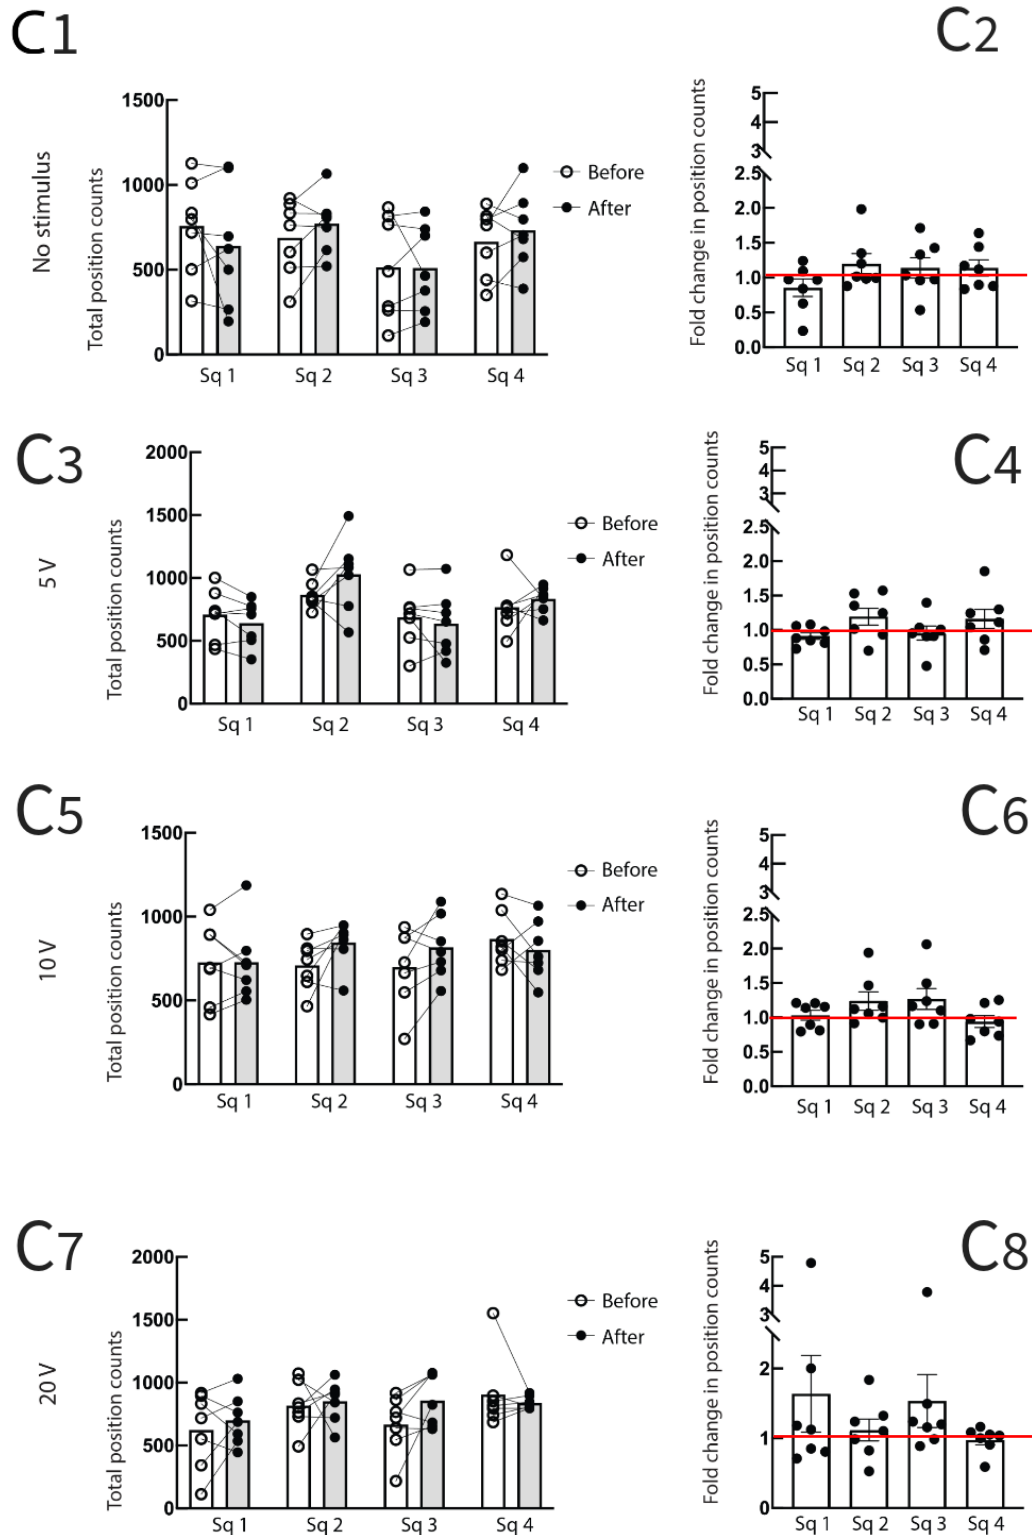 C1
No stimulus
Total position counts
1500
1000
500
0
Sq 1
Sq 2
Sq 3
Sq 4
Before
After
C2
Fold change in position counts
5
4
3
2.5
2.0
1.5
1.0
0.5
0.0
Sq 1
Sq 2
Sq 3
Sq 4
C3
5 V
Total position counts
2000
1500
1000
500
0
Sq 1
Sq 2
Sq 3
Sq 4
Before
After
C4
Fold change in position counts
5
4
3
2.5
2.0
1.5
1.0
0.5
0.0
Sq 1
Sq 2
Sq 3
Sq 4
C5
10 V
Total position counts
1500
1000
500
0
Sq 1
Sq 2
Sq 3
Sq 4
Before
After
C6
Fold change in position counts
5
4
3
2.5
2.0
1.5
1.0
0.5
0.0
Sq 1
Sq 2
Sq 3
Sq 4
C7
20 V
Total position counts
2000
1500
1000
500
0
Sq 1
Sq 2
Sq 3
Sq 4
Before
After
C8
Fold change in position counts
5
4
3
2
1
0
Sq 1
Sq 2
Sq 3
Sq 4